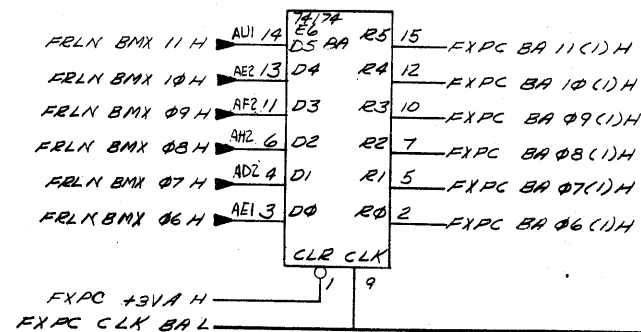 74174
E6
FRLN BMX 11 H AU1 14 D5 BA R5 15 FXPC BA 11(1)H
FRLN BMX 1Ø H AE2 13 D4 R4 12 FXPC BA 1Ø(1)H
FRLN BMX Ø9 H AF2 11 D3 R3 10 FXPC BA Ø9(1)H
FRLN BMX Ø8 H AH2 6 D2 R2 7 FXPC BA Ø8(1)H
FRLN BMX Ø7 H AD2 4 D1 R1 5 FXPC BA Ø7(1)H
FRLN BMX Ø6 H AE1 3 DØ RØ 2 FXPC BA Ø6(1)H
CLR CLK
1 9
FXPC +3VA H
FXPC CLK BA L